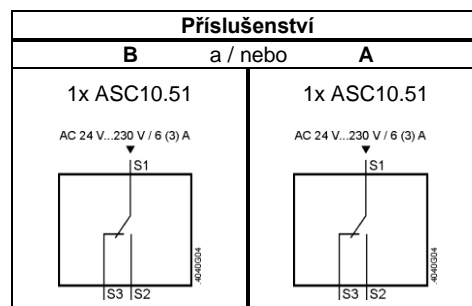 Příslušenství
B a / nebo A
1x ASC10.51 1x ASC10.51
AC 24 V...230 V / 6 (3) A AC 24 V...230 V / 6 (3) A
S1 S1
4040G04 4040G04
S3 S2 S3 S2